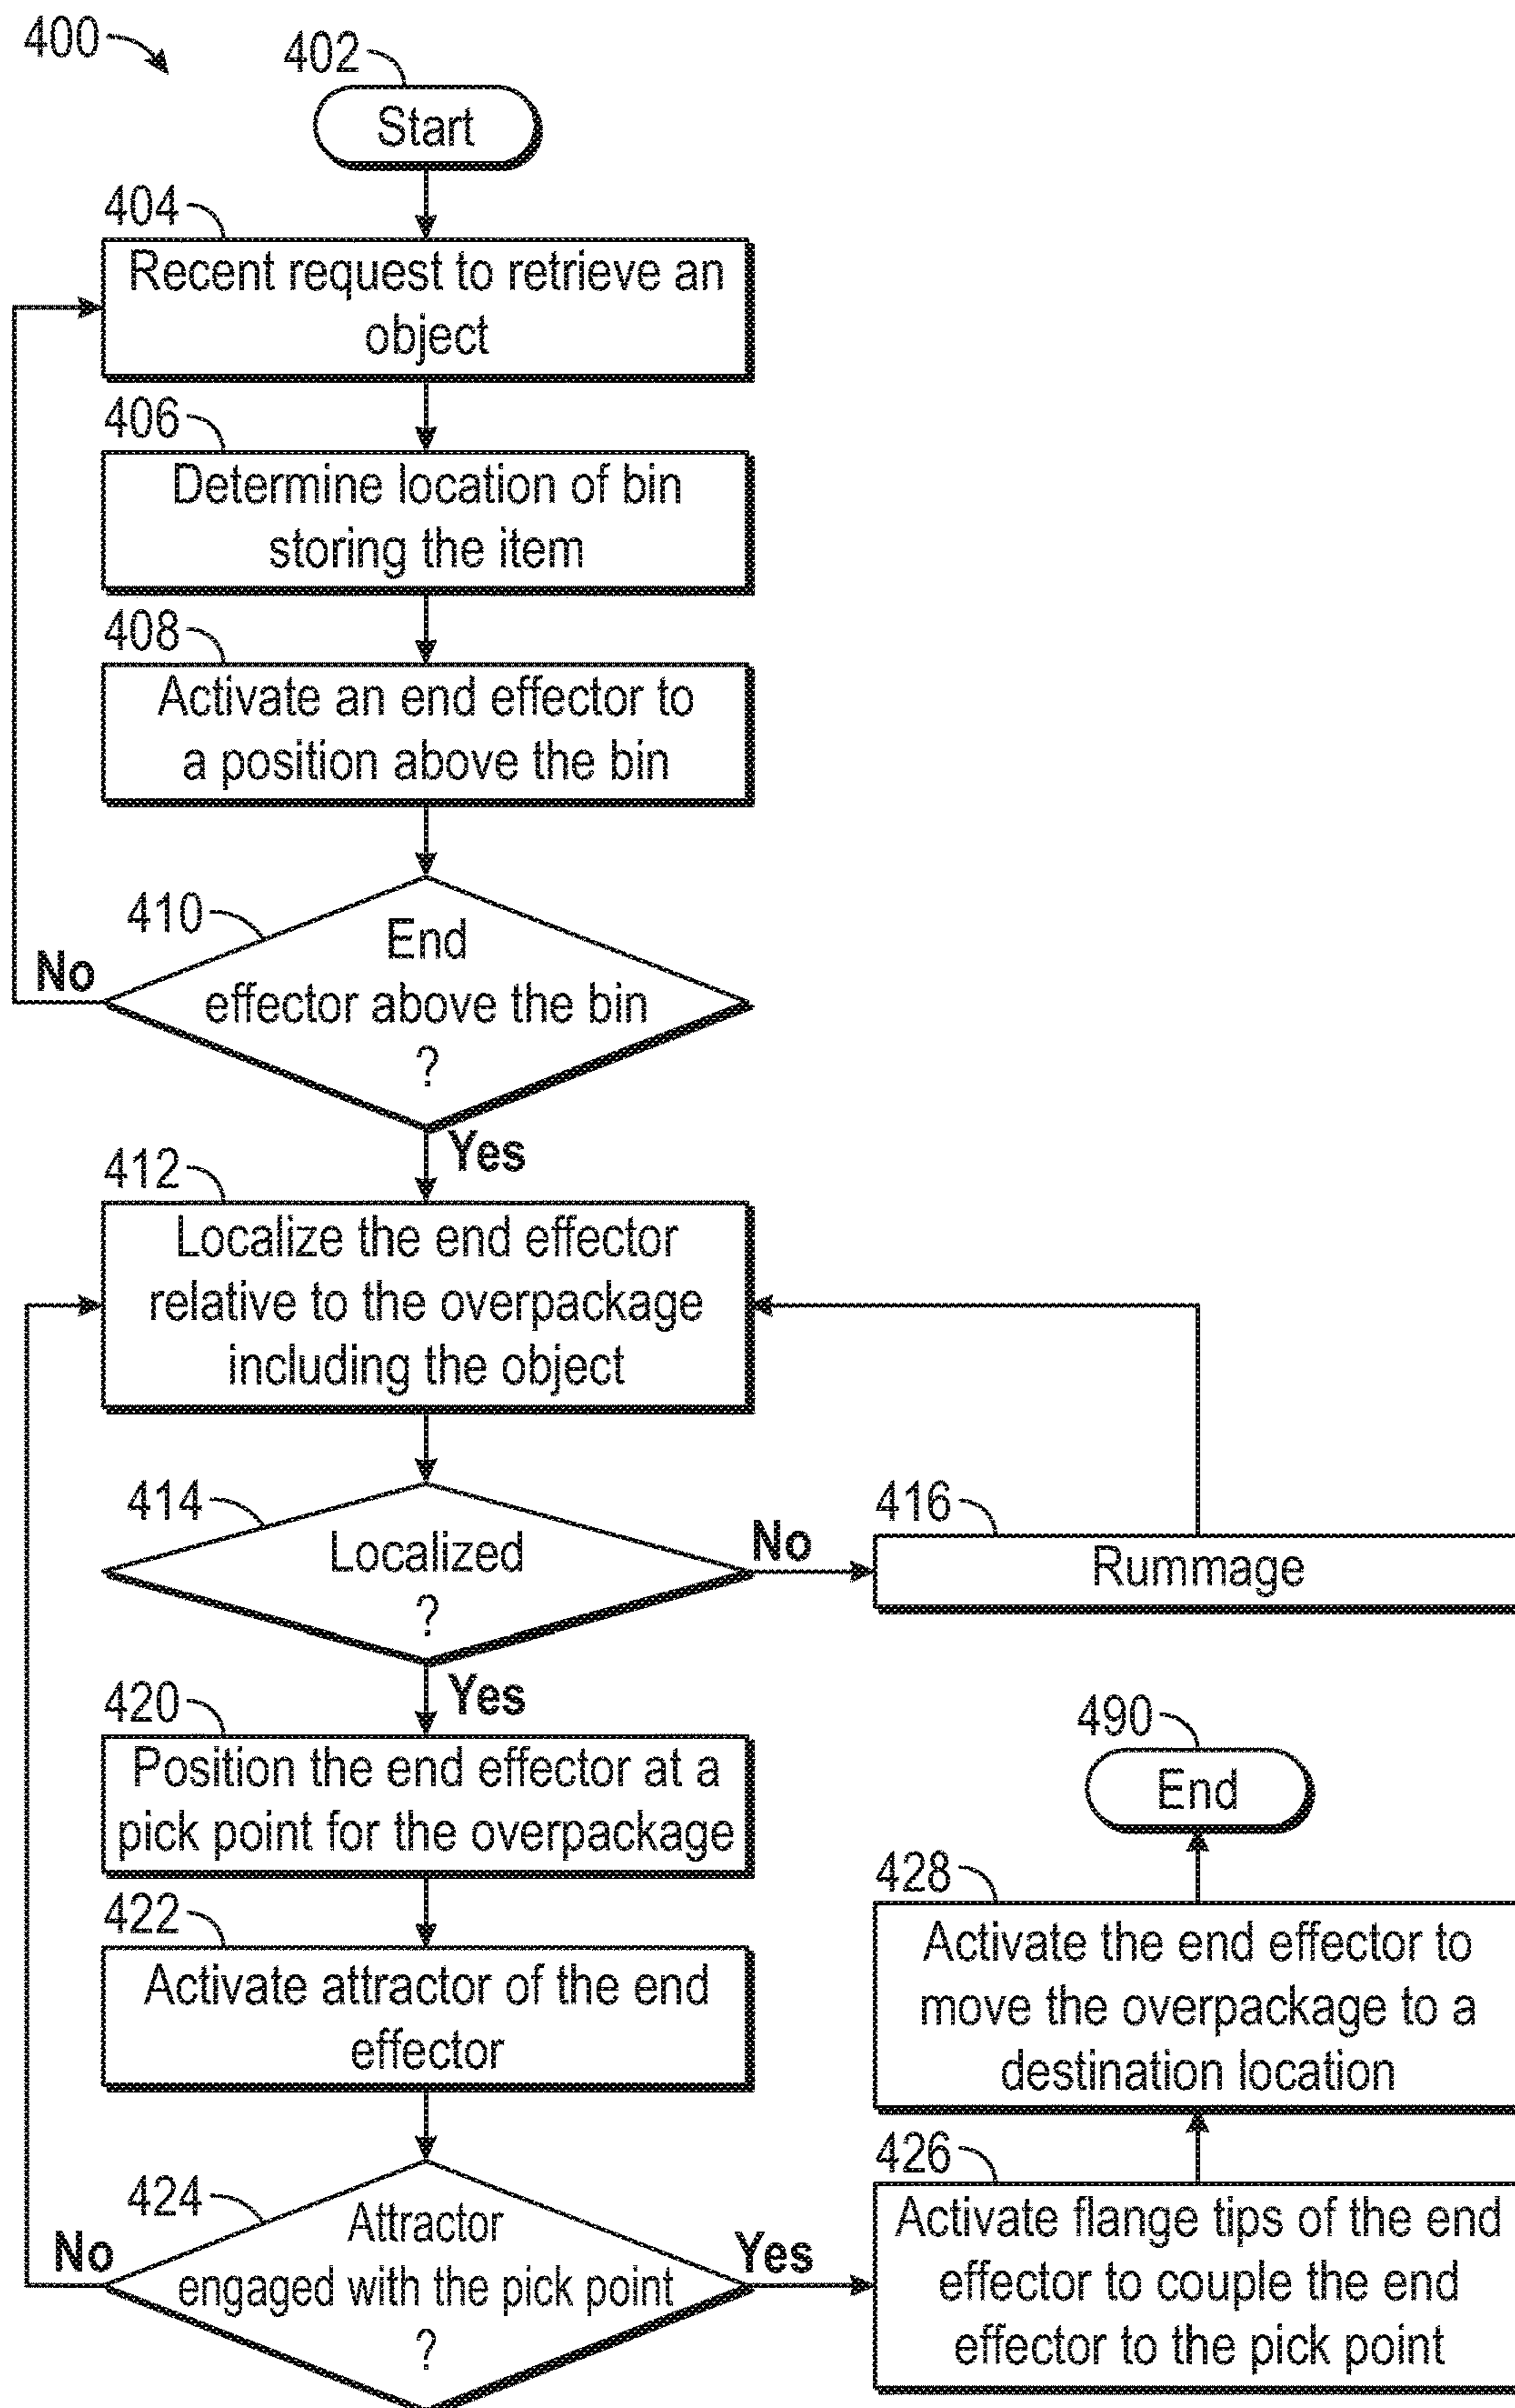 400
402
Start
404
Recent request to retrieve an
object
406
Determine location of bin
storing the item
408
Activate an end effector to
a position above the bin
410
End
effector above the bin
?
No
Yes
412
Localize the end effector
relative to the overpackage
including the object
414
Localized
?
No
416
Rummage
Yes
420
Position the end effector at a
pick point for the overpackage
422
Activate attractor of the end
effector
424
Attractor
engaged with the pick point
?
No
Yes
426
Activate flange tips of the end
effector to couple the end
effector to the pick point
428
Activate the end effector to
move the overpackage to a
destination location
490
End